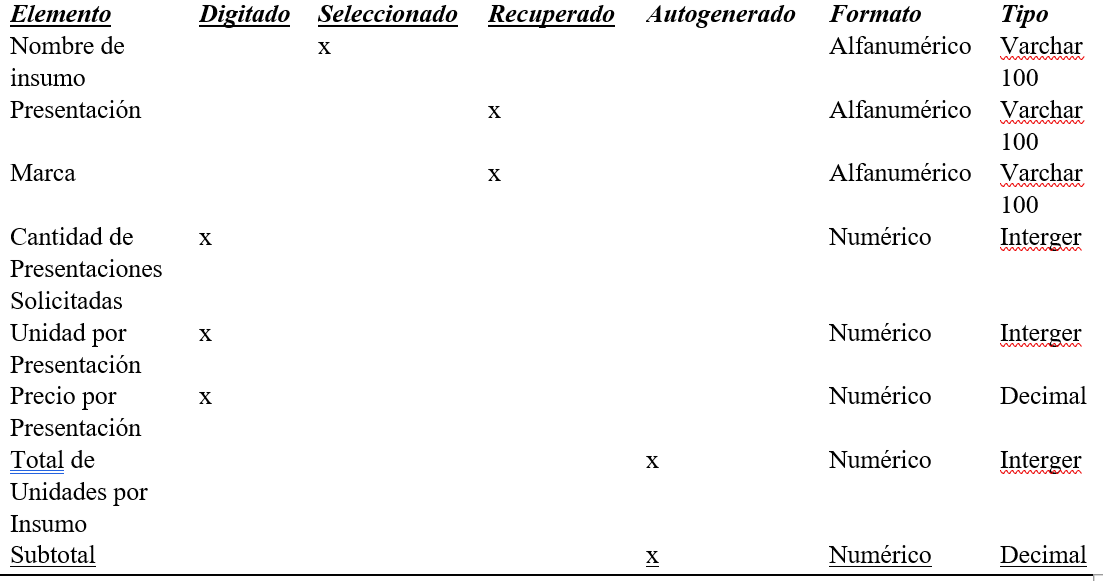 Elemento Digitado Seleccionado Recuperado Autogenerado Formato Tipo
Nombre de x Alfanumérico Varchar
insumo 100
Presentación x Alfanumérico Varchar
100
Marca x Alfanumérico Varchar
100
Cantidad de x Numérico Interger
Presentaciones
Solicitadas
Unidad por x Numérico Interger
Presentación
Precio por x Numérico Decimal
Presentación
Total de x Numérico Interger
Unidades por
Insumo
Subtotal x Numérico Decimal